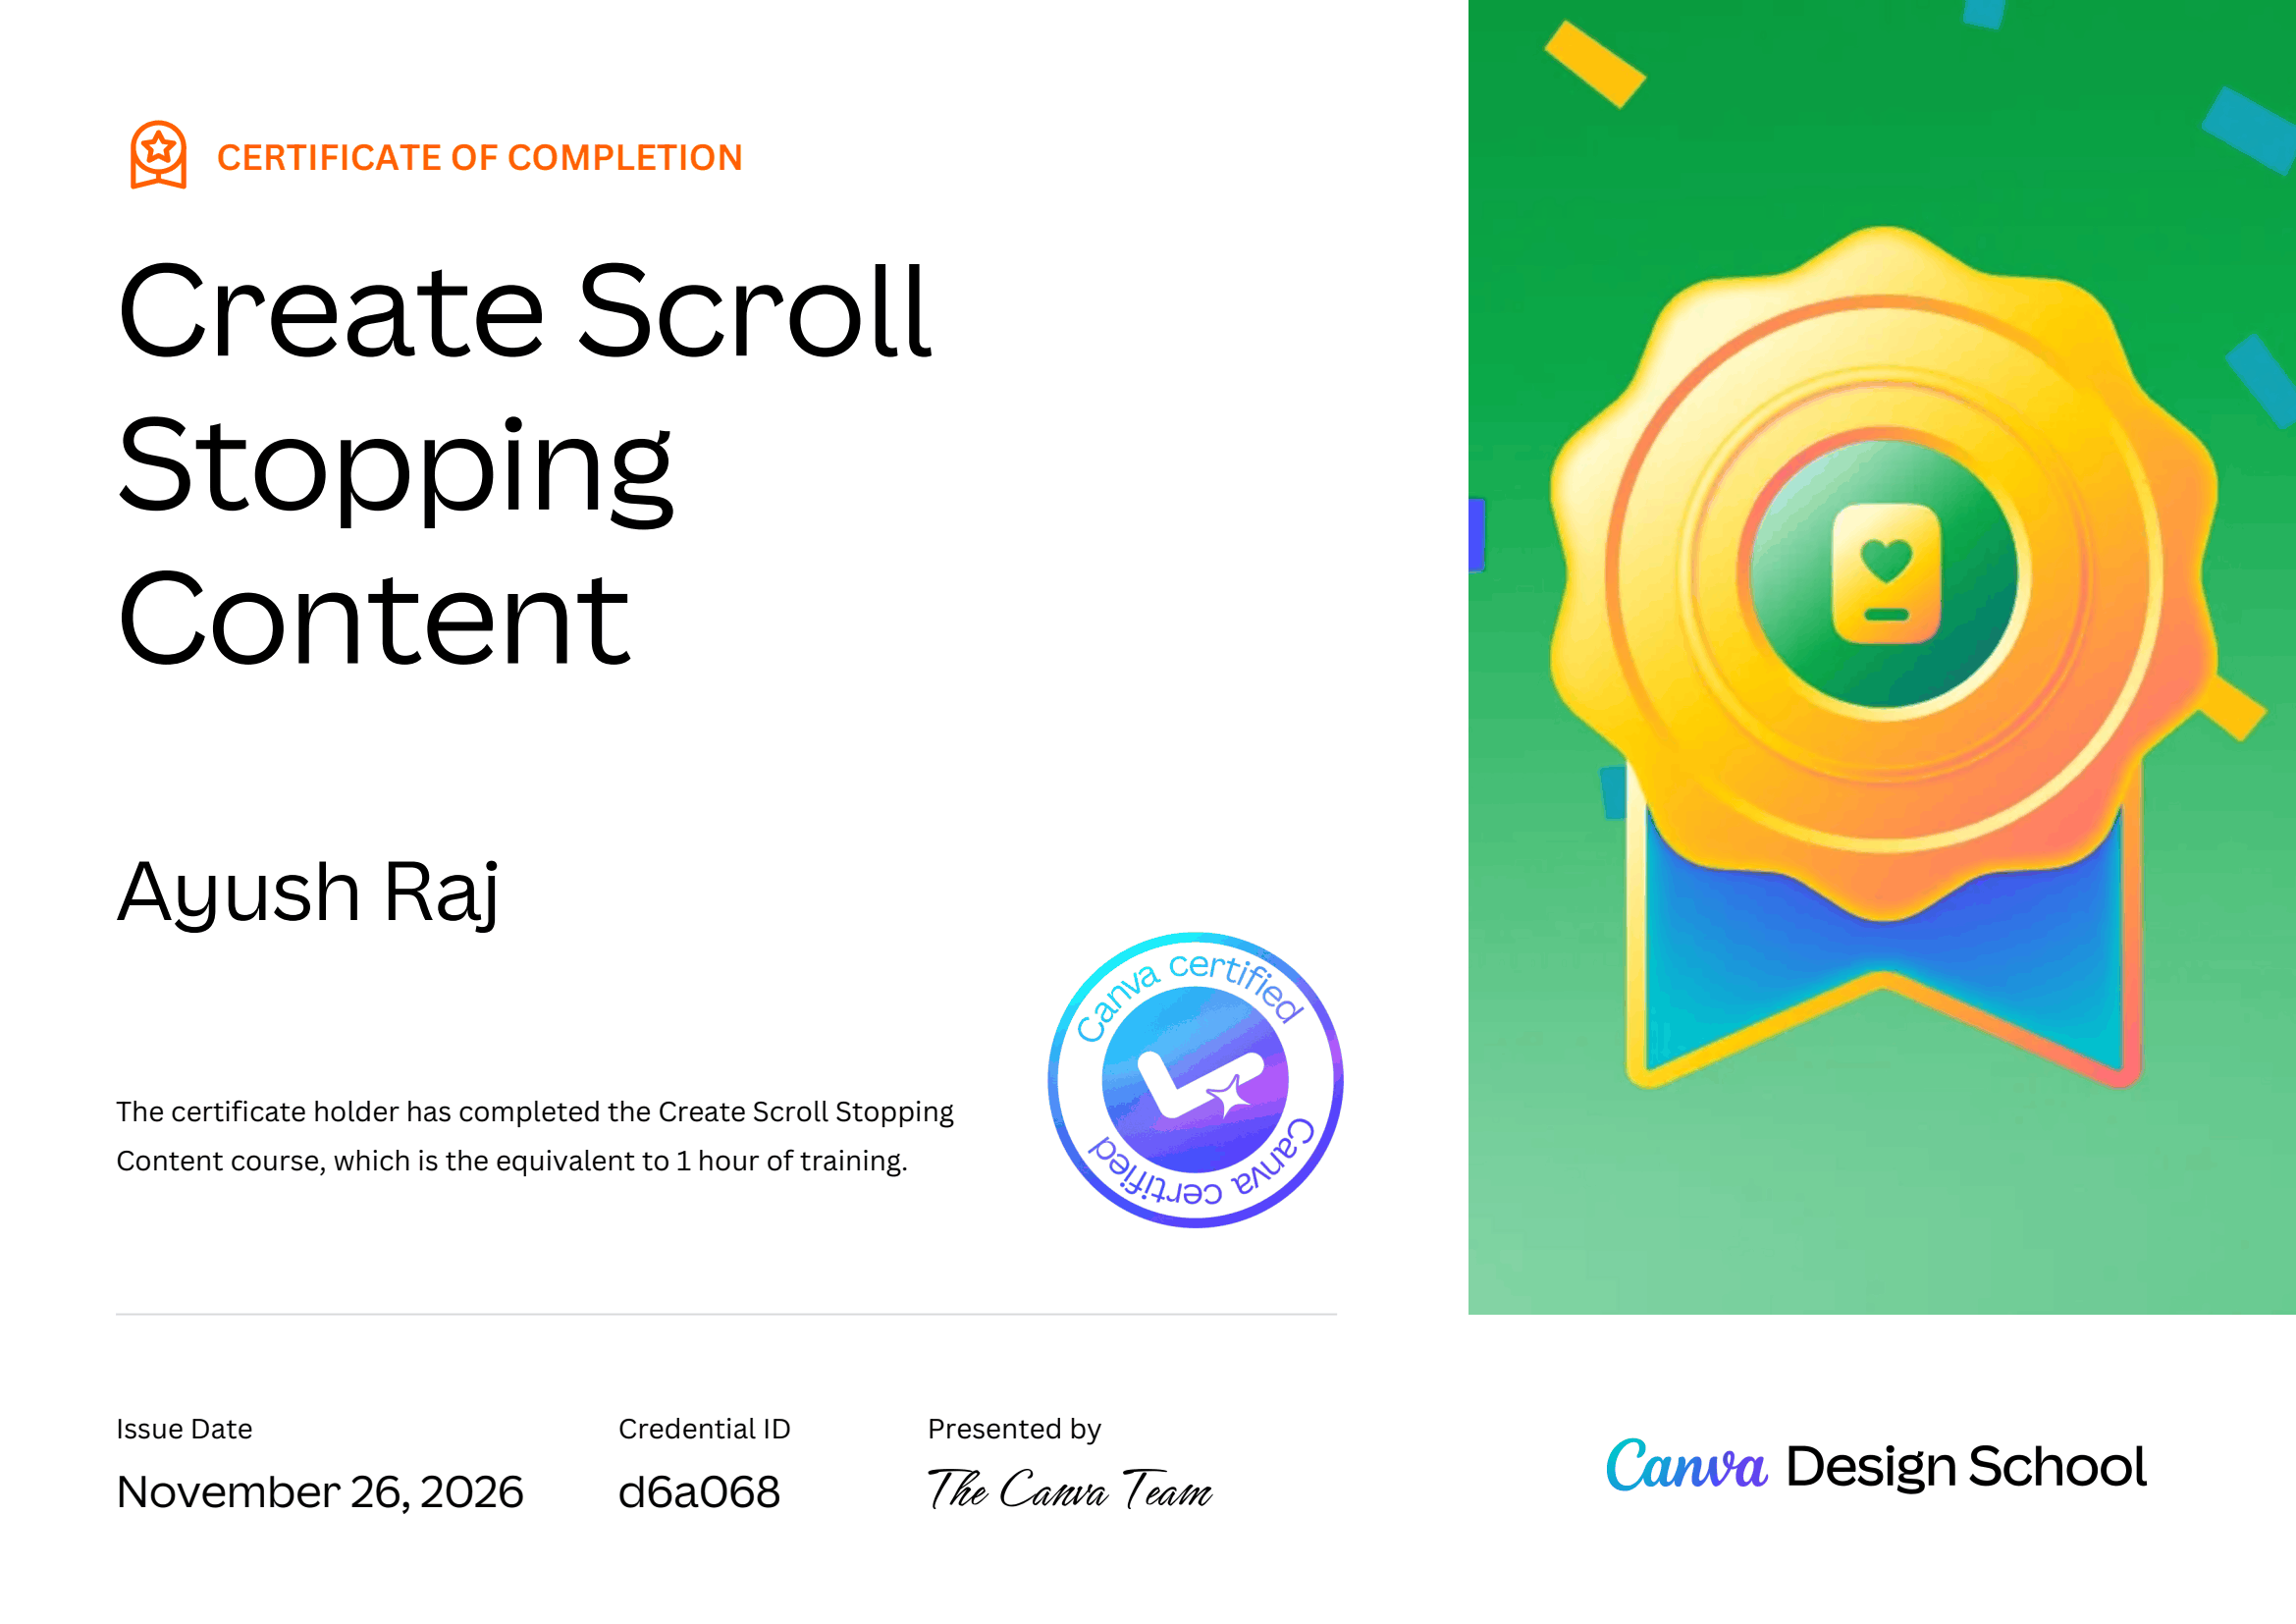 CERTIFICATE OF COMPLETION
Create Scroll
Stopping
Content
Ayush Raj
The certificate holder has completed the Create Scroll Stopping
Content course, which is the equivalent to 1 hour of training.
Canva certified
Canva certified
Issue Date
November 26, 2026
Credential ID
d6a068
Presented by
The Canva Team
Canva Design School